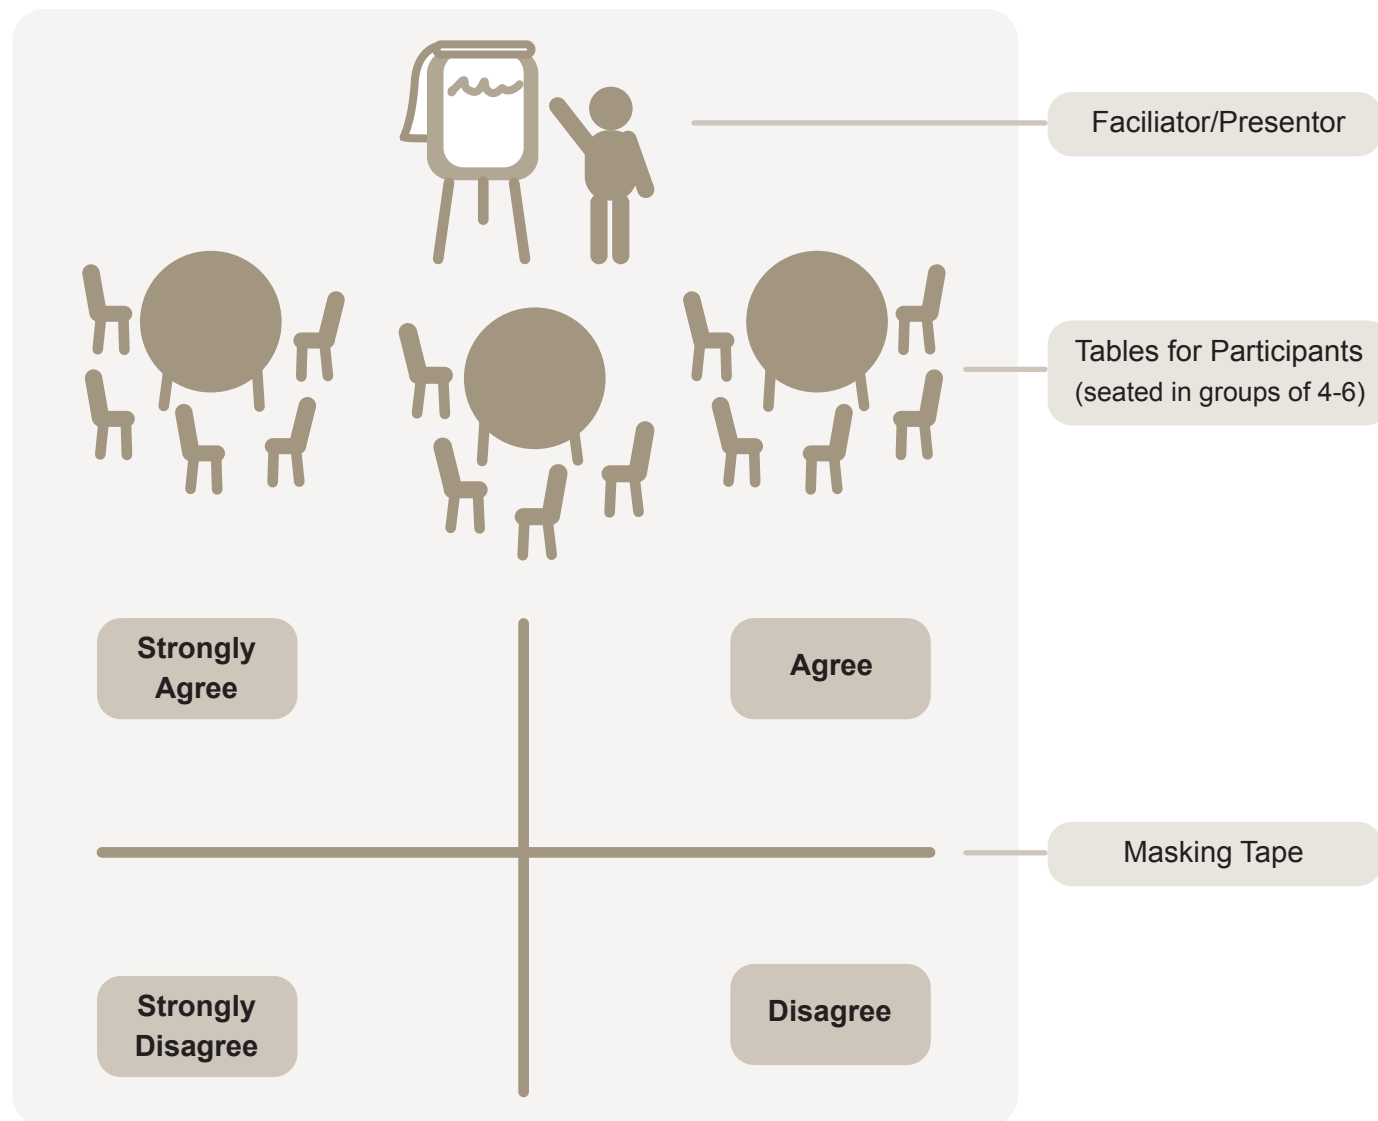 Faciliator/Presentor
Tables for Participants
(seated in groups of 4-6)
Strongly
Agree
Agree
Masking Tape
Strongly
Disagree
Disagree